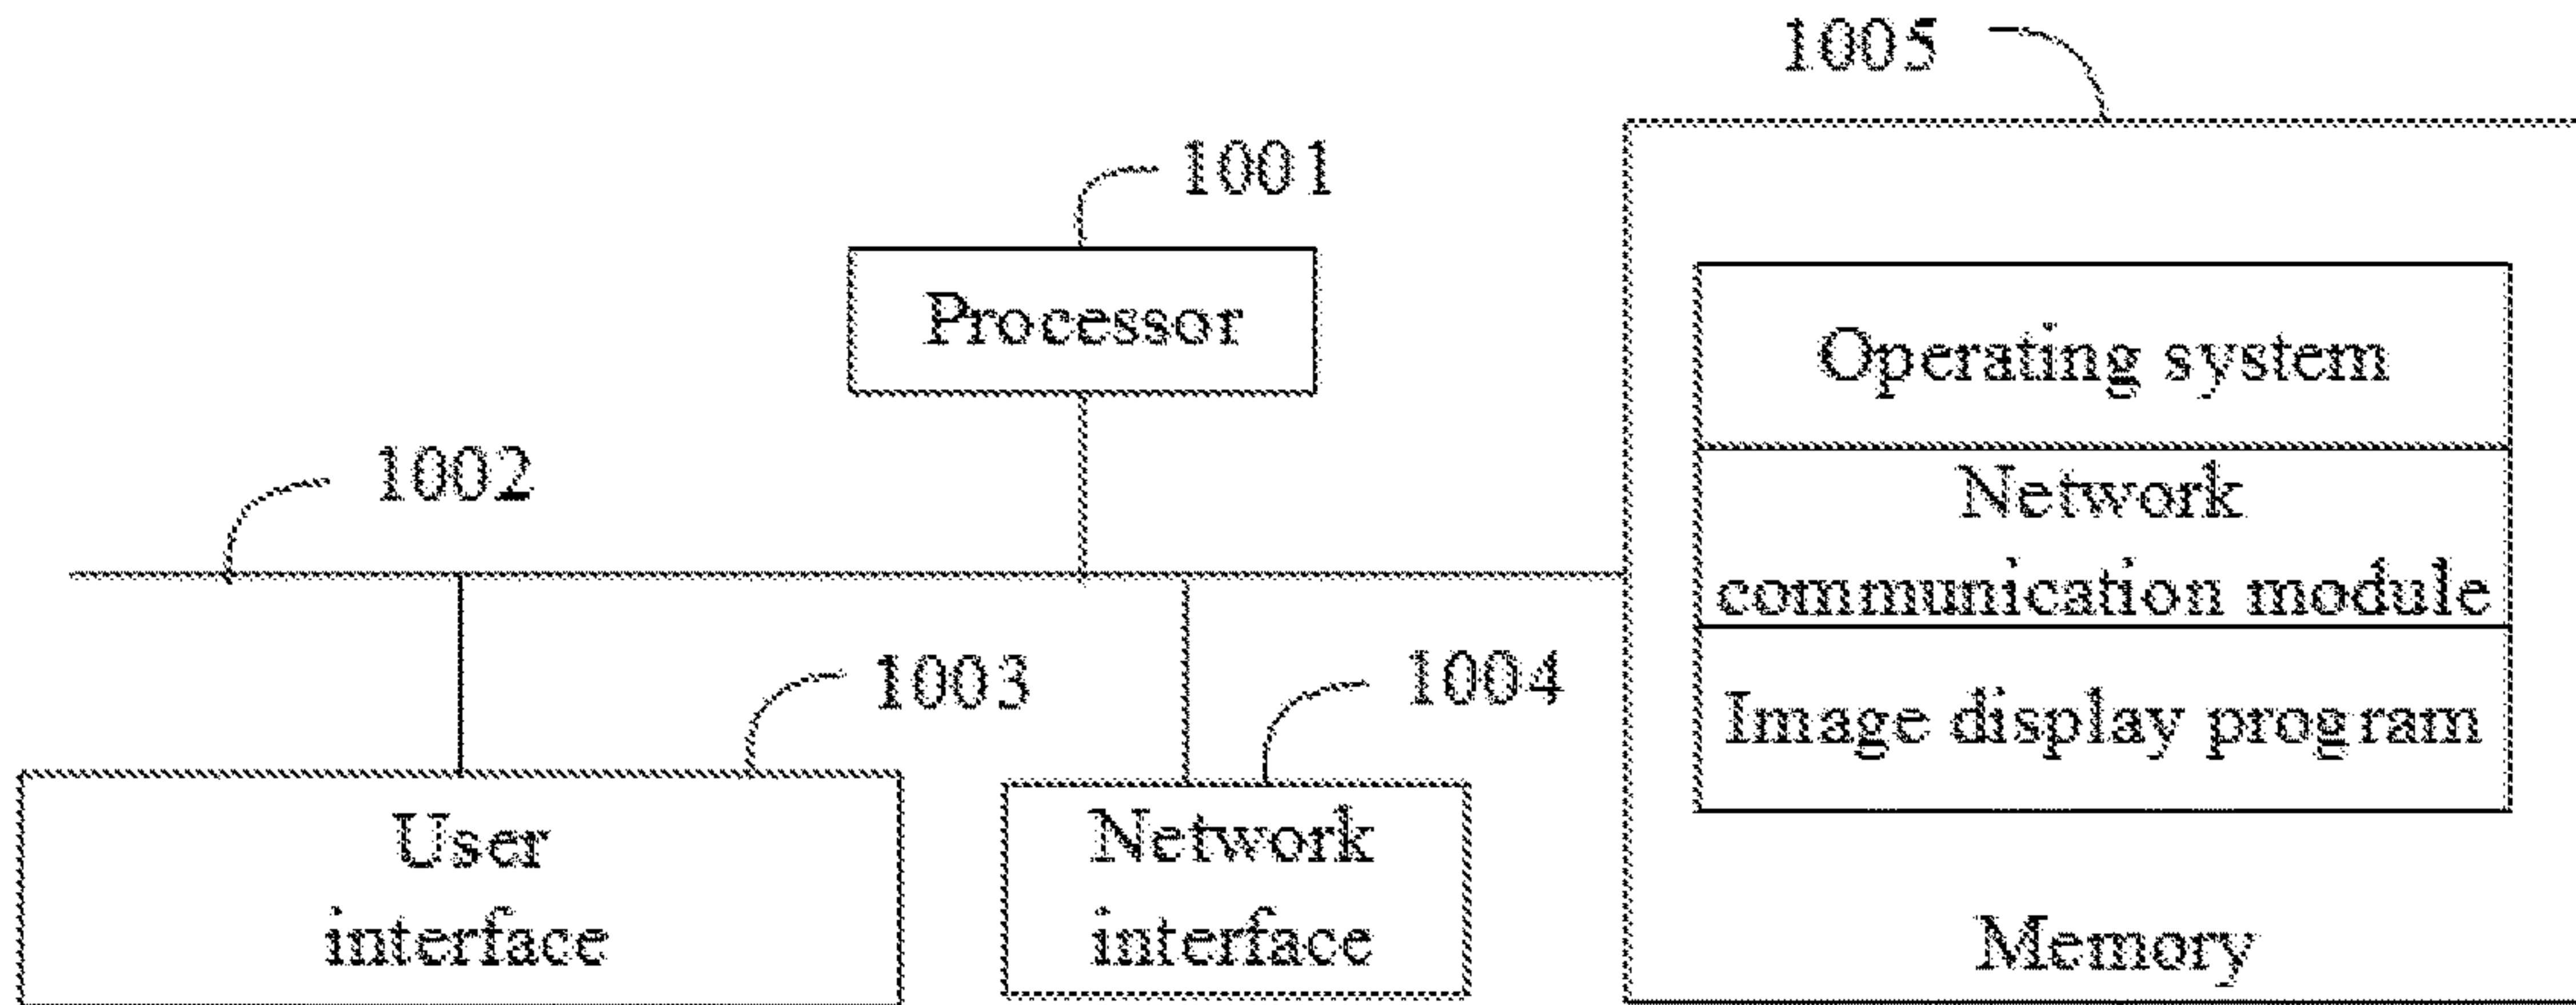 1005
1001
Processor
Operating system
1002
Network
communication module
1003
1004
Image display program
User
interface
Network
interface
Memory